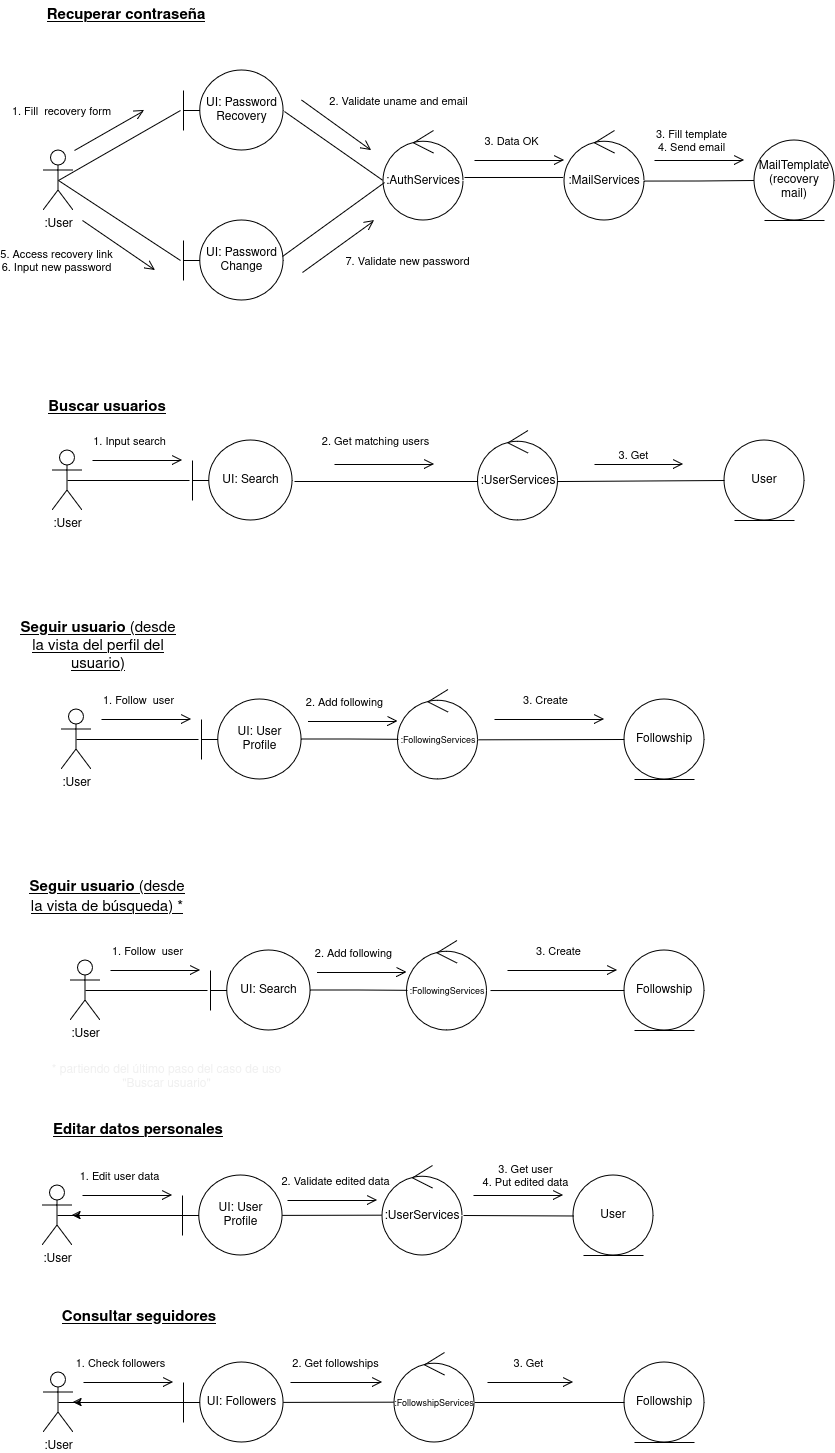 Recuperar contraseña
1. Fill  recovery form
UI: Password
Recovery
2. Validate uname and email
:AuthServices
3. Data OK
:MailServices
3. Fill template
4. Send email
MailTemplate
(recovery
mail)
:User
5. Access recovery link
6. Input new password
UI: Password
Change
7. Validate new password
Buscar usuarios
1. Input search
UI: Search
2. Get matching users
:UserServices
3. Get
User
:User
Seguir usuario (desde
la vista del perfil del
usuario)
1. Follow  user
UI: User
Profile
2. Add following
:FollowingServices
3. Create
Followship
:User
Seguir usuario (desde
la vista de búsqueda) *
1. Follow  user
UI: Search
2. Add following
:FollowingServices
3. Create
Followship
:User
* partiendo del último paso del caso de uso
"Buscar usuario"
Editar datos personales
1. Edit user data
UI: User
Profile
2. Validate edited data
:UserServices
3. Get user
4. Put edited data
User
:User
Consultar seguidores
1. Check followers
UI: Followers
2. Get followships
:FollowshipServices
3. Get
Followship
:User